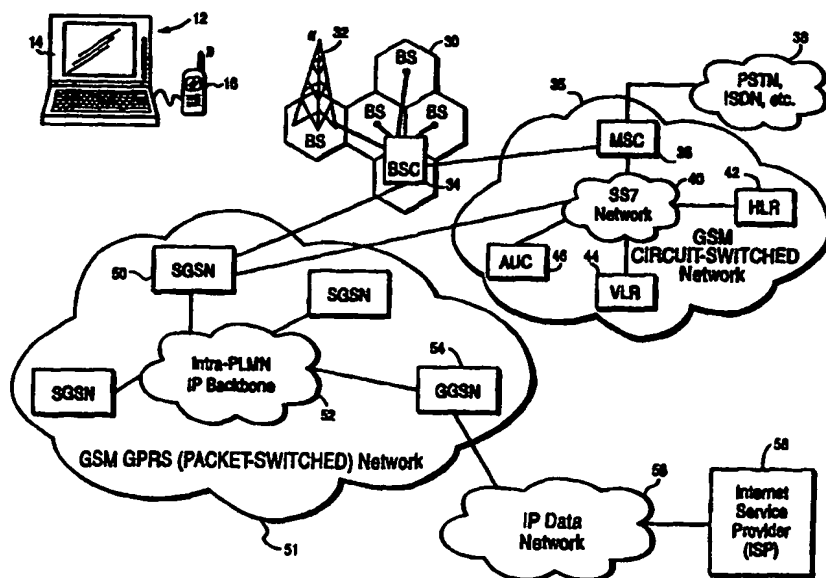 12
14
16
32
30
BS
BS
BS
BS
BSC
34
38
PSTN,
ISDN, etc.
35
MSC
36
SS7
Network
40
42
HLR
GSM
CIRCUIT-SWITCHED
Network
AUC
46
44
VLR
50
SGSN
SGSN
SGSN
Intra-PLMN
IP Backbone
52
54
GGSN
GSM GPRS (PACKET-SWITCHED) Network
51
56
IP Data
Network
58
Internet
Service
Provider
(ISP)